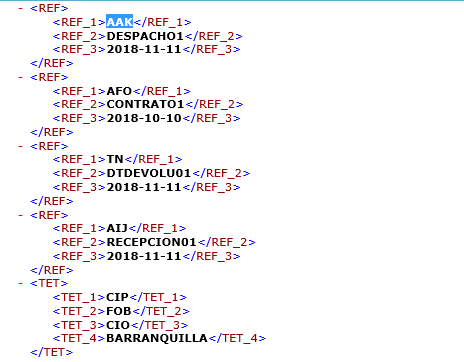 - <REF>
<REF_1>AAK</REF_1>
<REF_2>DESPACHO1</REF_2>
<REF_3>2018-11-11</REF_3>
</REF>
- <REF>
<REF_1>AFO</REF_1>
<REF_2>CONTRATO1</REF_2>
<REF_3>2018-10-10</REF_3>
</REF>
- <REF>
<REF_1>TN</REF_1>
<REF_2>DTDEVOLU01</REF_2>
<REF_3>2018-11-11</REF_3>
</REF>
- <REF>
<REF_1>AIJ</REF_1>
<REF_2>RECEPCION01</REF_2>
<REF_3>2018-11-11</REF_3>
</REF>
- <TET>
<TET_1>CIP</TET_1>
<TET_2>FOB</TET_2>
<TET_3>CIO</TET_3>
<TET_4>BARRANQUILLA</TET_4>
</TET>